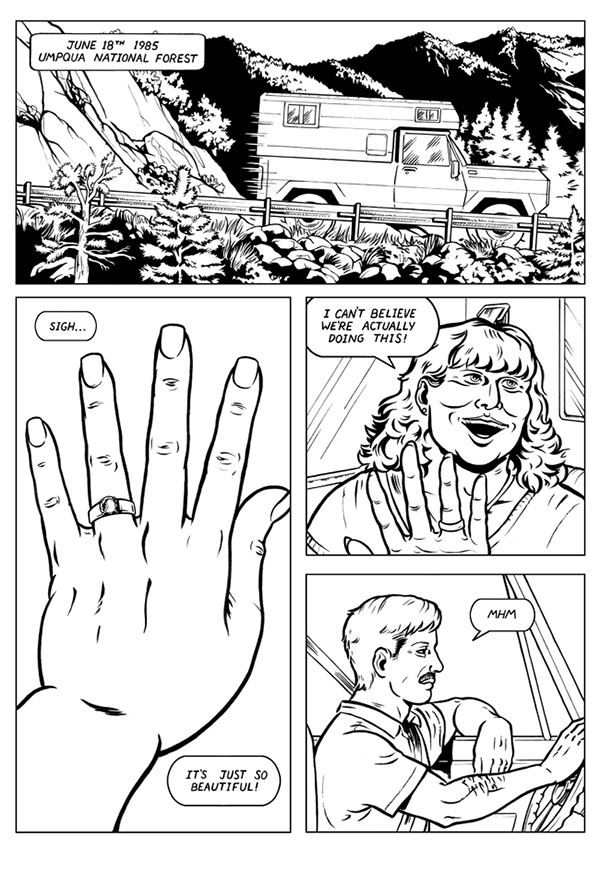 JUNE 18TH 1985
UMPQUA NATIONAL FOREST
SIGH...
IT'S JUST SO
BEAUTIFUL!
I CAN'T BELIEVE
WE'RE ACTUALLY
DOING THIS!
MHM